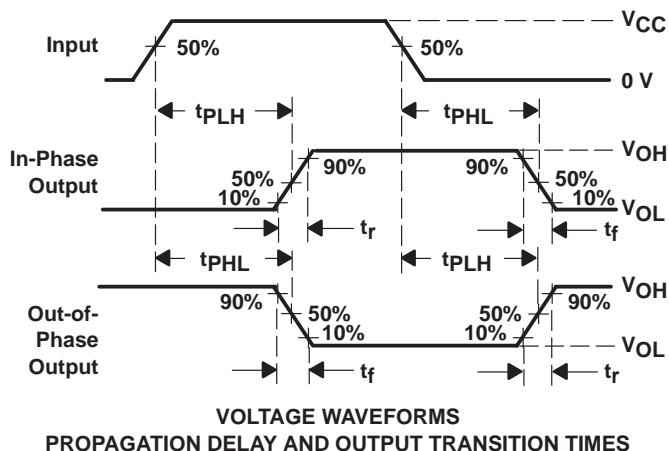 Input
50%
50%
VCC
0 V
tPLH
tPHL
In-Phase
Output
50%
10%
90%
90%
50%
10%
VOH
VOL
tr
tf
tPHL
tPLH
Out-of-
Phase
Output
90%
50%
10%
50%
10%
90%
VOH
VOL
tf
tr
VOLTAGE WAVEFORMS
PROPAGATION DELAY AND OUTPUT TRANSITION TIMES